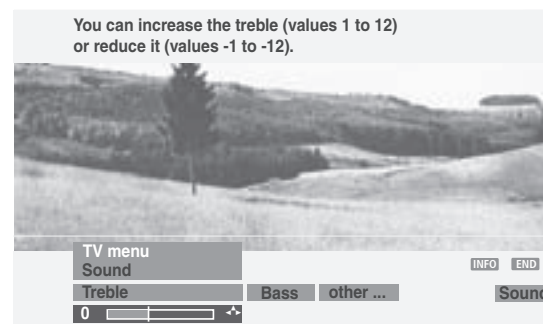 You can increase the treble (values 1 to 12)
or reduce it (values -1 to -12).
TV menu
Sound
INFO END
Treble Bass other ... Sound
0